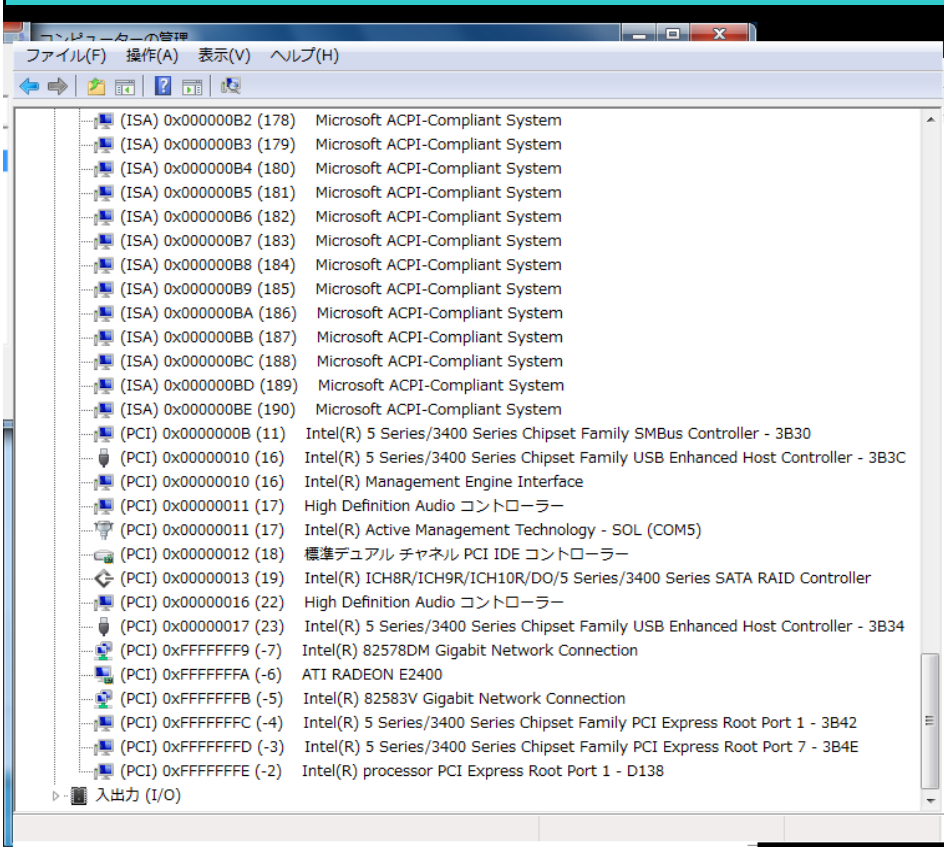 コンピューターの管理
ファイル(F) 操作(A) 表示(V) ヘルプ(H)
(ISA) 0x000000B2 (178) Microsoft ACPI-Compliant System
(ISA) 0x000000B3 (179) Microsoft ACPI-Compliant System
(ISA) 0x000000B4 (180) Microsoft ACPI-Compliant System
(ISA) 0x000000B5 (181) Microsoft ACPI-Compliant System
(ISA) 0x000000B6 (182) Microsoft ACPI-Compliant System
(ISA) 0x000000B7 (183) Microsoft ACPI-Compliant System
(ISA) 0x000000B8 (184) Microsoft ACPI-Compliant System
(ISA) 0x000000B9 (185) Microsoft ACPI-Compliant System
(ISA) 0x000000BA (186) Microsoft ACPI-Compliant System
(ISA) 0x000000BB (187) Microsoft ACPI-Compliant System
(ISA) 0x000000BC (188) Microsoft ACPI-Compliant System
(ISA) 0x000000BD (189) Microsoft ACPI-Compliant System
(ISA) 0x000000BE (190) Microsoft ACPI-Compliant System
(PCI) 0x0000000B (11) Intel(R) 5 Series/3400 Series Chipset Family SMBus Controller - 3B30
(PCI) 0x00000010 (16) Intel(R) 5 Series/3400 Series Chipset Family USB Enhanced Host Controller - 3B3C
(PCI) 0x00000010 (16) Intel(R) Management Engine Interface
(PCI) 0x00000011 (17) High Definition Audio コントローラー
(PCI) 0x00000011 (17) Intel(R) Active Management Technology - SOL (COM5)
(PCI) 0x00000012 (18) 標準デュアル チャネル PCI IDE コントローラー
(PCI) 0x00000013 (19) Intel(R) ICH8R/ICH9R/ICH10R/DO/5 Series/3400 Series SATA RAID Controller
(PCI) 0x00000016 (22) High Definition Audio コントローラー
(PCI) 0x00000017 (23) Intel(R) 5 Series/3400 Series Chipset Family USB Enhanced Host Controller - 3B34
(PCI) 0xFFFFFFF9 (-7) Intel(R) 82578DM Gigabit Network Connection
(PCI) 0xFFFFFFFA (-6) ATI RADEON E2400
(PCI) 0xFFFFFFFB (-5) Intel(R) 82583V Gigabit Network Connection
(PCI) 0xFFFFFFFC (-4) Intel(R) 5 Series/3400 Series Chipset Family PCI Express Root Port 1 - 3B42
(PCI) 0xFFFFFFFD (-3) Intel(R) 5 Series/3400 Series Chipset Family PCI Express Root Port 7 - 3B4E
(PCI) 0xFFFFFFFE (-2) Intel(R) processor PCI Express Root Port 1 - D138
入出力 (I/O)